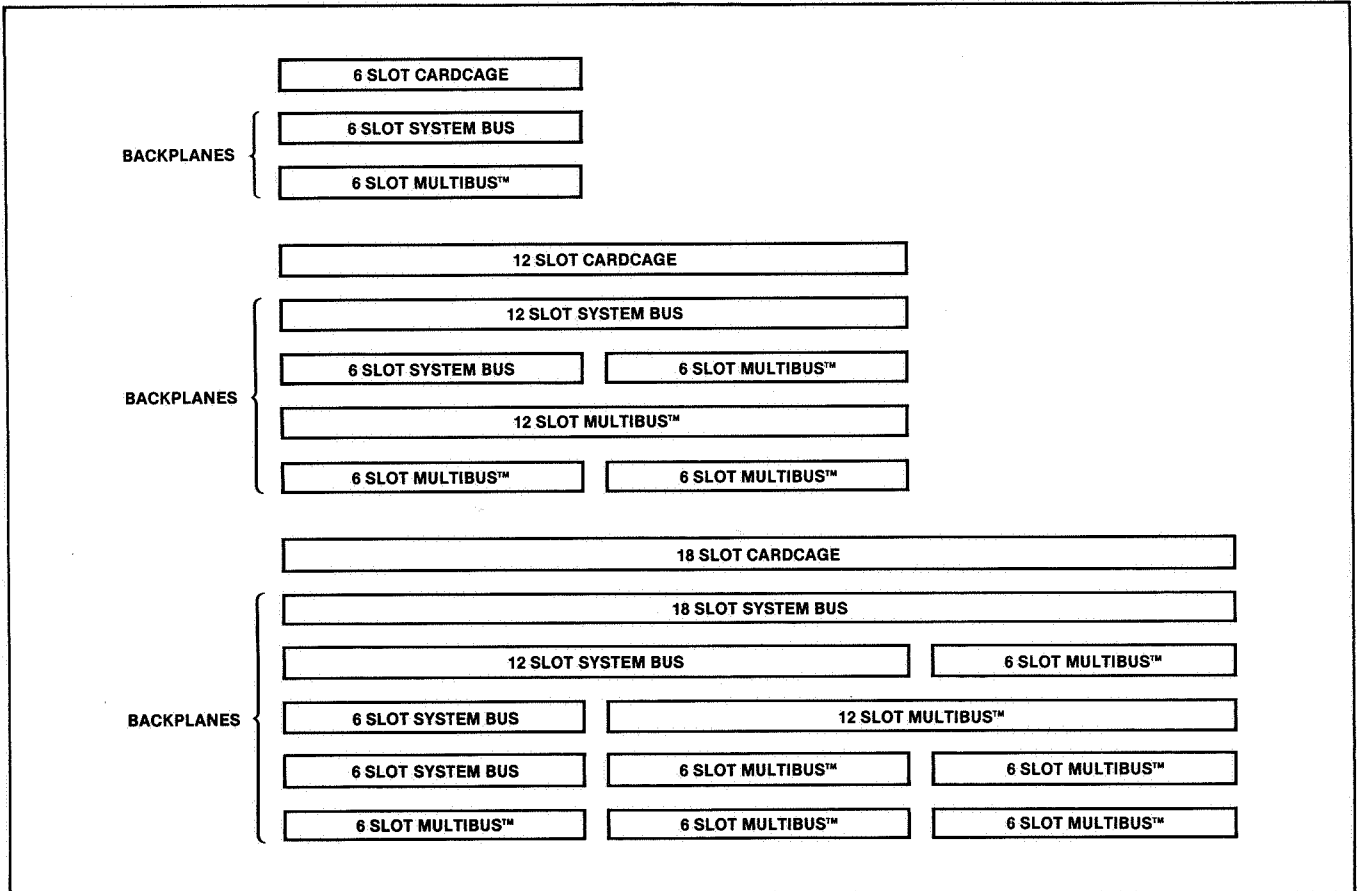 6 SLOT CARDCAGE
BACKPLANES
6 SLOT SYSTEM BUS
6 SLOT MULTIBUS™
12 SLOT CARDCAGE
BACKPLANES
12 SLOT SYSTEM BUS
6 SLOT SYSTEM BUS 6 SLOT MULTIBUS™
12 SLOT MULTIBUS™
6 SLOT MULTIBUS™ 6 SLOT MULTIBUS™
18 SLOT CARDCAGE
BACKPLANES
18 SLOT SYSTEM BUS
12 SLOT SYSTEM BUS 6 SLOT MULTIBUS™
6 SLOT SYSTEM BUS 12 SLOT MULTIBUS™
6 SLOT SYSTEM BUS 6 SLOT MULTIBUS™ 6 SLOT MULTIBUS™
6 SLOT MULTIBUS™ 6 SLOT MULTIBUS™ 6 SLOT MULTIBUS™